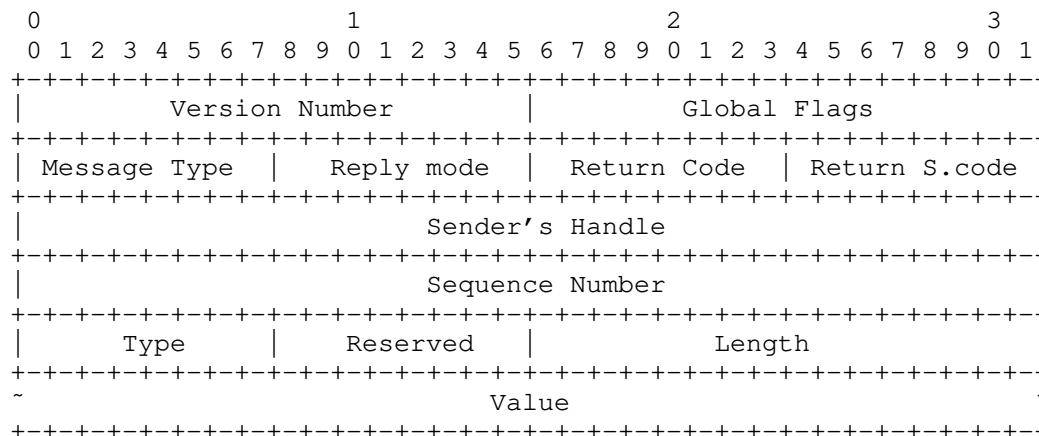 0                   1                   2                   3
 0 1 2 3 4 5 6 7 8 9 0 1 2 3 4 5 6 7 8 9 0 1 2 3 4 5 6 7 8 9 0 1
+-+-+-+-+-+-+-+-+-+-+-+-+-+-+-+-+-+-+-+-+-+-+-+-+-+-+-+-+-+-+-+-
|         Version Number        |         Global Flags
+-+-+-+-+-+-+-+-+-+-+-+-+-+-+-+-+-+-+-+-+-+-+-+-+-+-+-+-+-+-+-+-
| Message Type  |   Reply mode  |  Return Code  | Return S.code
+-+-+-+-+-+-+-+-+-+-+-+-+-+-+-+-+-+-+-+-+-+-+-+-+-+-+-+-+-+-+-+-
|                         Sender’s Handle
+-+-+-+-+-+-+-+-+-+-+-+-+-+-+-+-+-+-+-+-+-+-+-+-+-+-+-+-+-+-+-+-
|                         Sequence Number
+-+-+-+-+-+-+-+-+-+-+-+-+-+-+-+-+-+-+-+-+-+-+-+-+-+-+-+-+-+-+-+-
|      Type     |    Reserved   |           Length
+-+-+-+-+-+-+-+-+-+-+-+-+-+-+-+-+-+-+-+-+-+-+-+-+-+-+-+-+-+-+-+-
~                             Value                             ~
+-+-+-+-+-+-+-+-+-+-+-+-+-+-+-+-+-+-+-+-+-+-+-+-+-+-+-+-+-+-+-+-